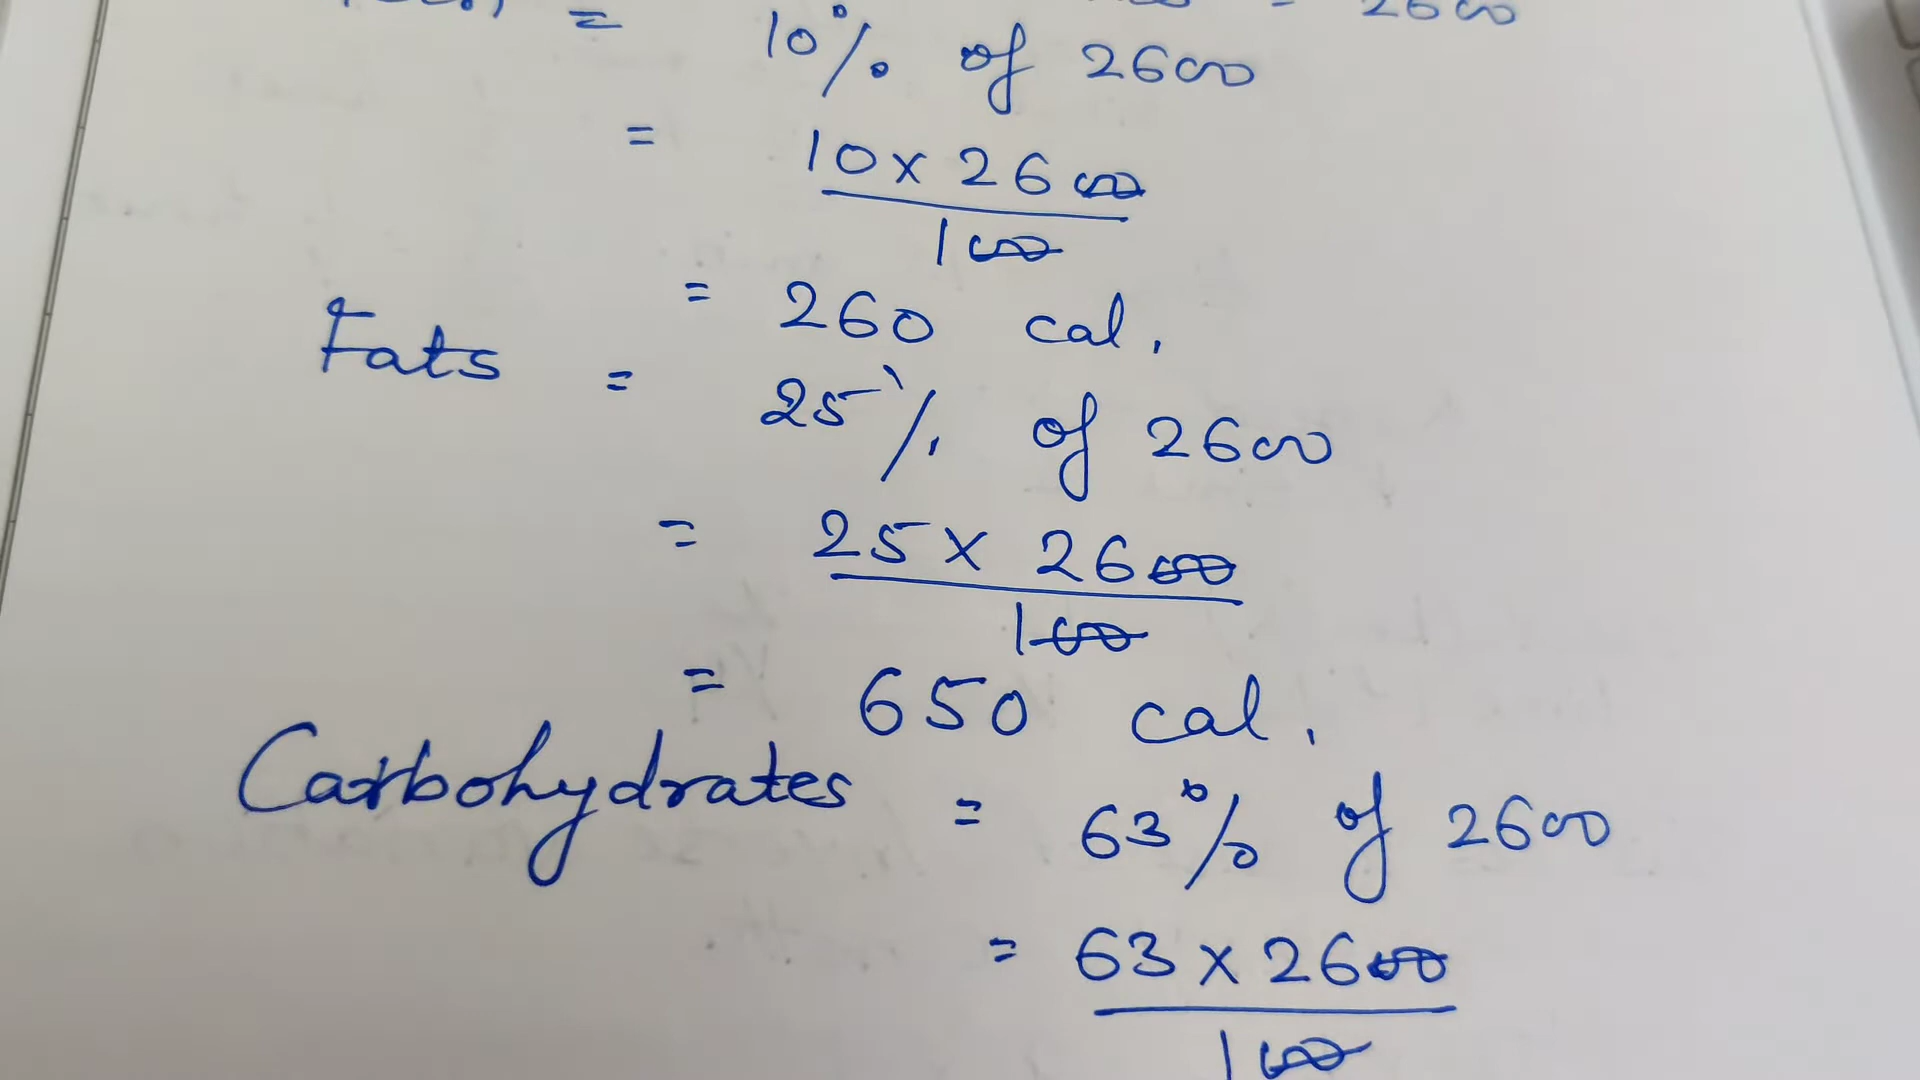 = 2600
= 10% of 2600
= 10 x 2600
100
= 260 cal.
Fats = 25% of 2600
= 25 x 2600
100
= 650 cal.
Carbohydrates = 63% of 2600
= 63 x 2600
100